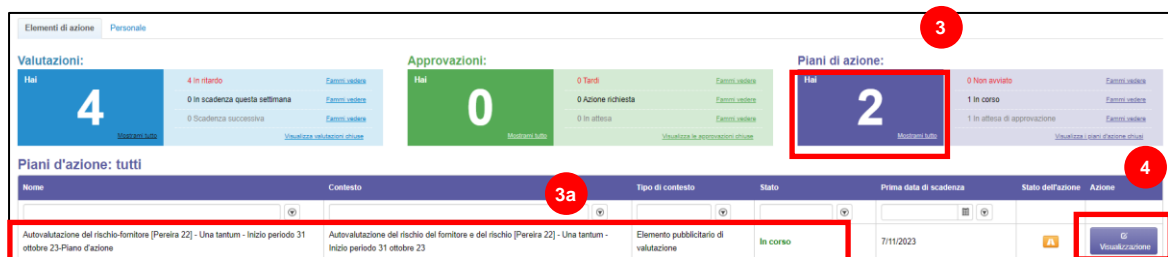 Elementi di azione Personale
3
Valutazioni: Approvazioni: Piani di azione:
Hai
4
Mostrami tutto
4 In ritardo Fammi vedere
0 In scadenza questa settimana Fammi vedere
0 Scadenza successiva Fammi vedere
Visualizza valutazioni chiuse
Hai
0
Mostrami tutto
0 Tardi Fammi vedere
0 Azione richiesta Fammi vedere
0 In attesa Fammi vedere
Visualizza le approvazioni chiuse
Hai
2
Mostrami tutto
0 Non avviato Fammi vedere
1 In corso Fammi vedere
1 In attesa di approvazione Fammi vedere
Visualizza i piani d'azione chiusi
Piani d'azione: tutti
4
Nome Contesto Tipo di contesto Stato Prima data di scadenza Stato dell'azione Azione
3a
Autovalutazione del rischio-fornitore [Pereira 22] - Una tantum - Inizio periodo 31
ottobre 23-Piano d'azione
Autovalutazione del rischio del fornitore e del rischio [Pereira 22] - Una tantum -
Inizio periodo 31 ottobre 23
Elemento pubblicitario di
valutazione
In corso
7/11/2023
Visualizzazione